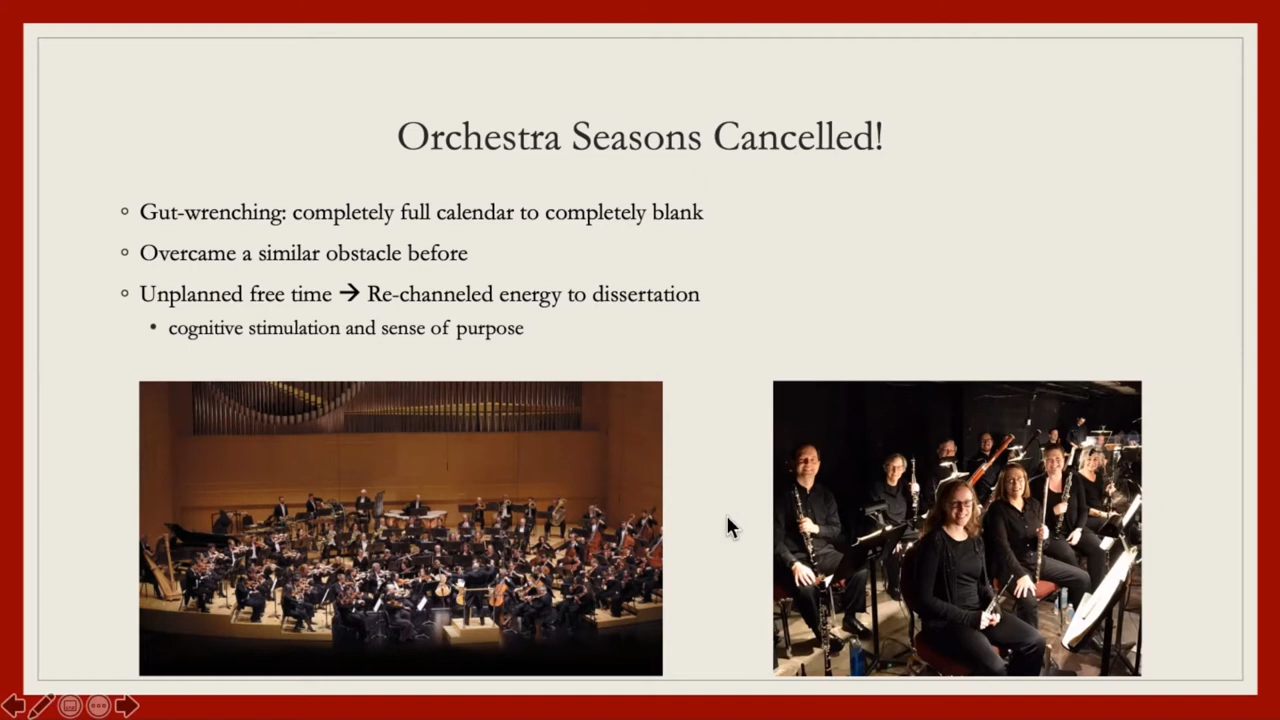 Orchestra Seasons Cancelled!
Gut-wrenching: completely full calendar to completely blank
Overcame a similar obstacle before
Unplanned free time → Re-channeled energy to dissertation
cognitive stimulation and sense of purpose